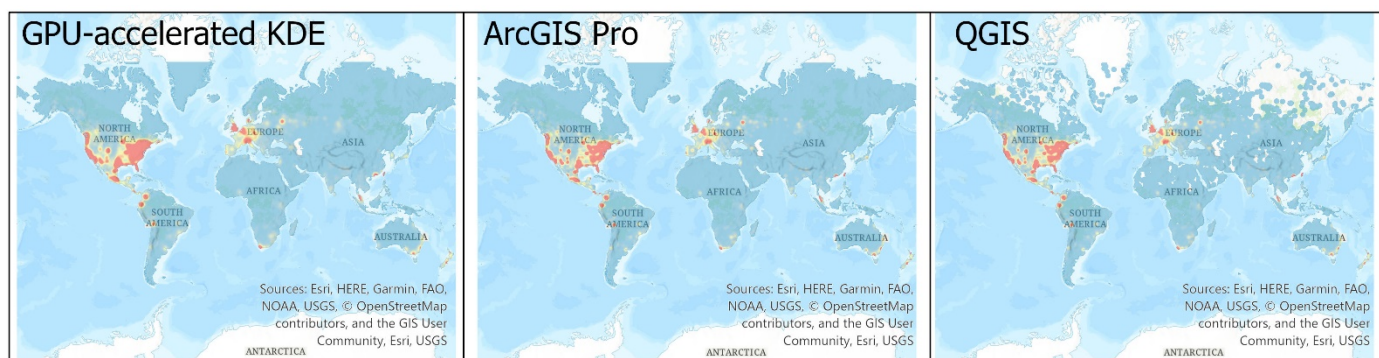 GPU-accelerated KDE
NORTH
AMERICA
EUROPE
ASIA
AFRICA
SOUTH
AMERICA
AUSTRALIA
Sources: Esri, HERE, Garmin, FAO,
NOAA, USGS, © OpenStreetMap
contributors, and the GIS User
Community, Esri, USGS
ANTARCTICA
ArcGIS Pro
NORTH
AMERICA
EUROPE
ASIA
AFRICA
SOUTH
AMERICA
AUSTRALIA
Sources: Esri, HERE, Garmin, FAO,
NOAA, USGS, © OpenStreetMap
contributors, and the GIS User
Community, Esri, USGS
ANTARCTICA
QGIS
NORTH
AMERICA
EUROPE
ASIA
AFRICA
SOUTH
AMERICA
AUSTRALIA
Sources: Esri, HERE, Garmin, FAO,
NOAA, USGS, © OpenStreetMap
contributors, and the GIS User
Community, Esri, USGS
ANTARCTICA